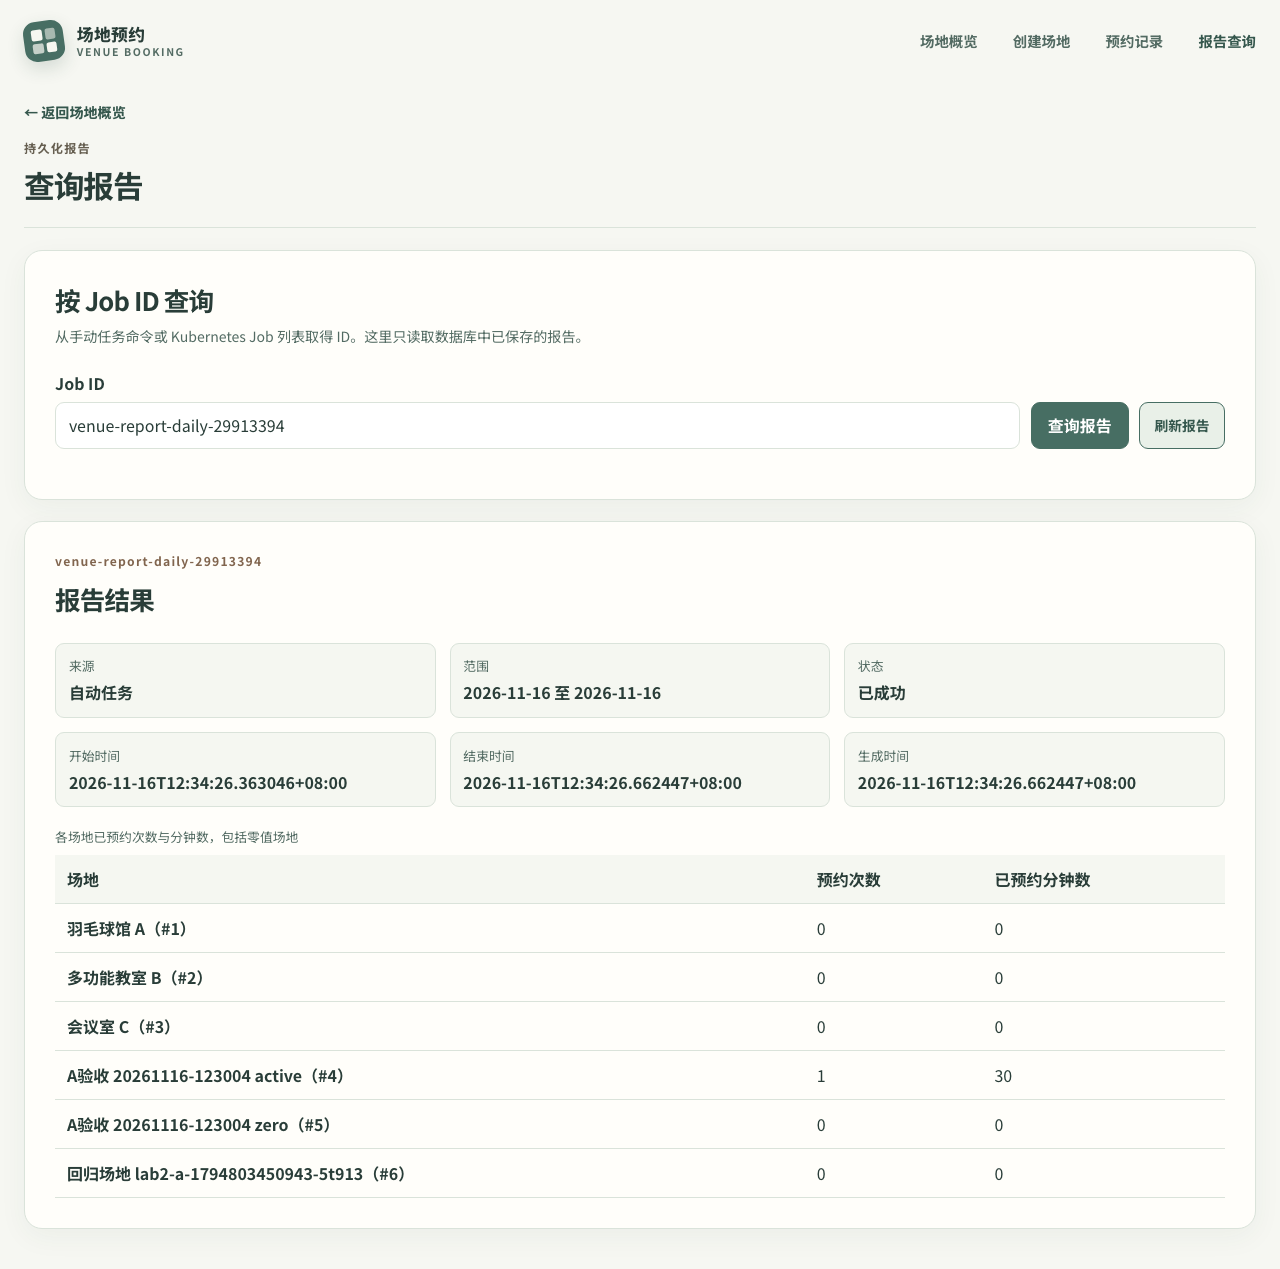 场地预约
VENUE BOOKING
场地概览 创建场地 预约记录 报告查询
← 返回场地概览
持久化报告
查询报告
按 Job ID 查询
从手动任务命令或 Kubernetes Job 列表取得 ID。这里只读取数据库中已保存的报告。
Job ID
venue-report-daily-29913394 查询报告 刷新报告
venue-report-daily-29913394
报告结果
来源 范围 状态
自动任务 2026-11-16 至 2026-11-16 已成功
开始时间 结束时间 生成时间
2026-11-16T12:34:26.363046+08:00 2026-11-16T12:34:26.662447+08:00 2026-11-16T12:34:26.662447+08:00
各场地已预约次数与分钟数，包括零值场地
场地 预约次数 已预约分钟数
羽毛球馆 A（#1） 0 0
多功能教室 B（#2） 0 0
会议室 C（#3） 0 0
A验收 20261116-123004 active（#4） 1 30
A验收 20261116-123004 zero（#5） 0 0
回归场地 lab2-a-1794803450943-5t913（#6） 0 0